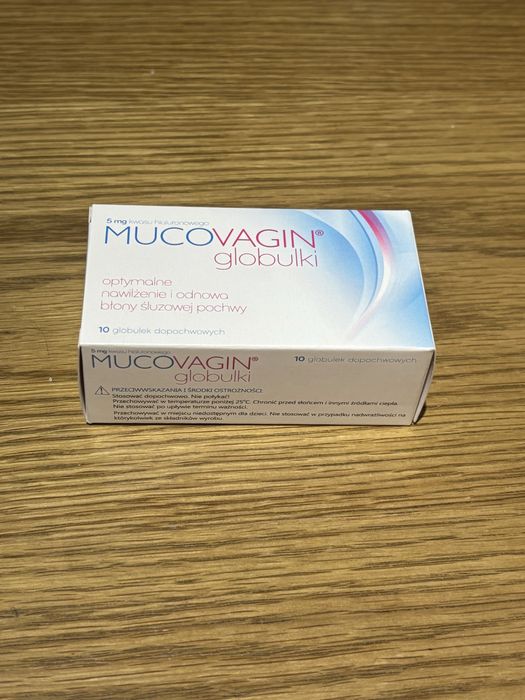 5 mg kwasu hialuronowego
MUCOVAGIN®
globulki
optymalne
nawilżenie i odnowa
błony śluzowej pochwy
10 globulek dopochwowych
5 mg kwasu hialuronowego
MUCOVAGIN®
globulki
10 globulek dopochwowych
PRZECIWWSKAZANIA I ŚRODKI OSTROŻNOŚCI:
Stosować dopochwowo. Nie połykać!
Przechowywać w temperaturze poniżej 25°C. Chronić przed słońcem i innymi źródłami ciepła.
Nie stosować po upływie terminu ważności.
Przechowywać w miejscu niedostępnym dla dzieci. Nie stosować w przypadku nadwrażliwości na
którykolwiek ze składników wyrobu.